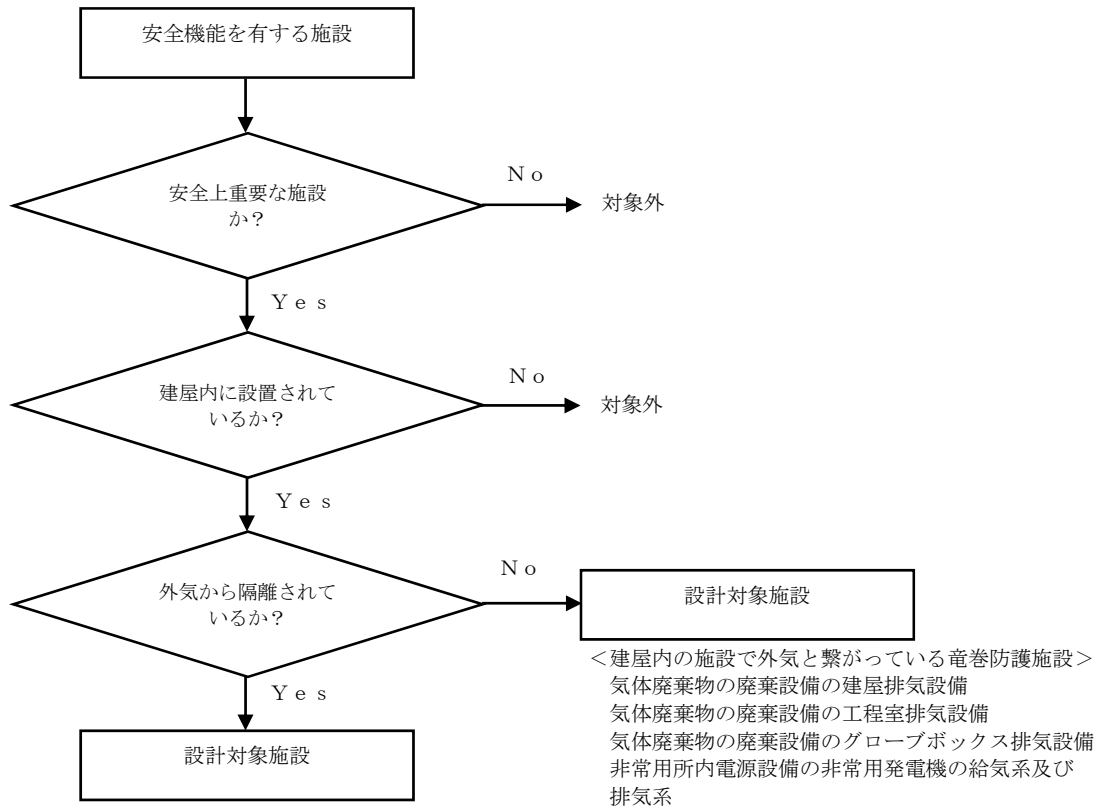 安全機能を有する施設
安全上重要な施設
か？
Ｎｏ
対象外
Ｙｅｓ
建屋内に設置されて
いるか？
Ｎｏ
対象外
Ｙｅｓ
外気から隔離されて
いるか？
Ｎｏ
設計対象施設
＜建屋内の施設で外気と繋がっている竜巻防護施設＞
気体廃棄物の廃棄設備の建屋排気設備
気体廃棄物の廃棄設備の工程室排気設備
気体廃棄物の廃棄設備のグローブボックス排気設備
非常用所内電源設備の非常用発電機の給気系及び
排気系
Ｙｅｓ
設計対象施設